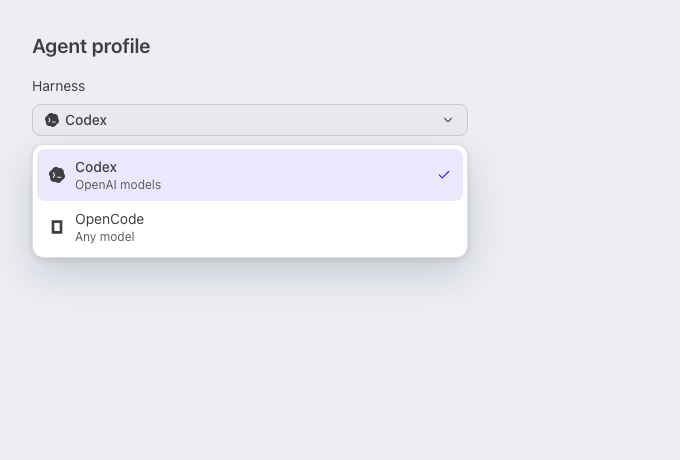 Agent profile
Harness
Codex
Codex
OpenAI models
OpenCode
Any model